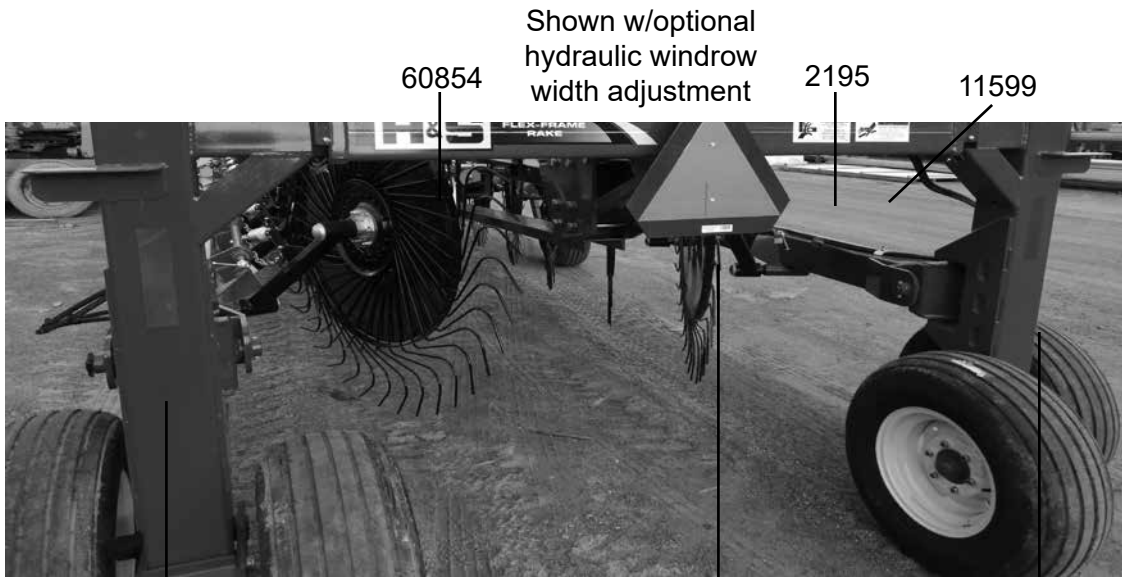 Shown w/optional
hydraulic windrow
width adjustment
60854
2195
11599
H&S
FLEX-FRAME
RAKE